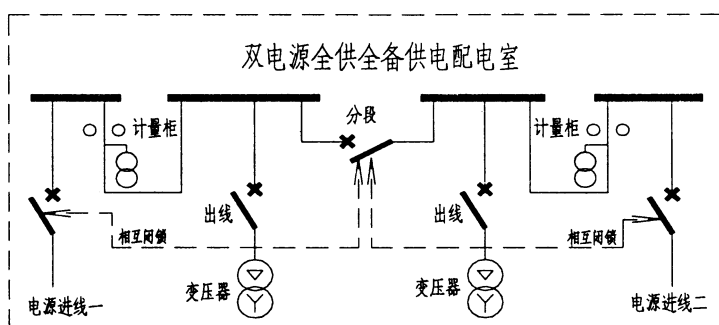 双电源全供全备供电配电室
计量柜
分段
计量柜
出线
相互闭锁
出线
相互闭锁
变压器
变压器
电源进线一
电源进线二